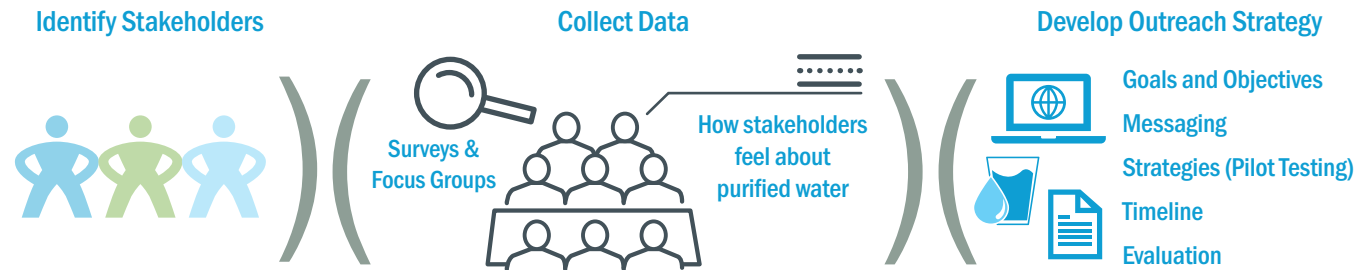 Identify Stakeholders
Collect Data
Surveys &
Focus Groups
How stakeholders
feel about
purified water
Develop Outreach Strategy
Goals and Objectives
Messaging
Strategies (Pilot Testing)
Timeline
Evaluation